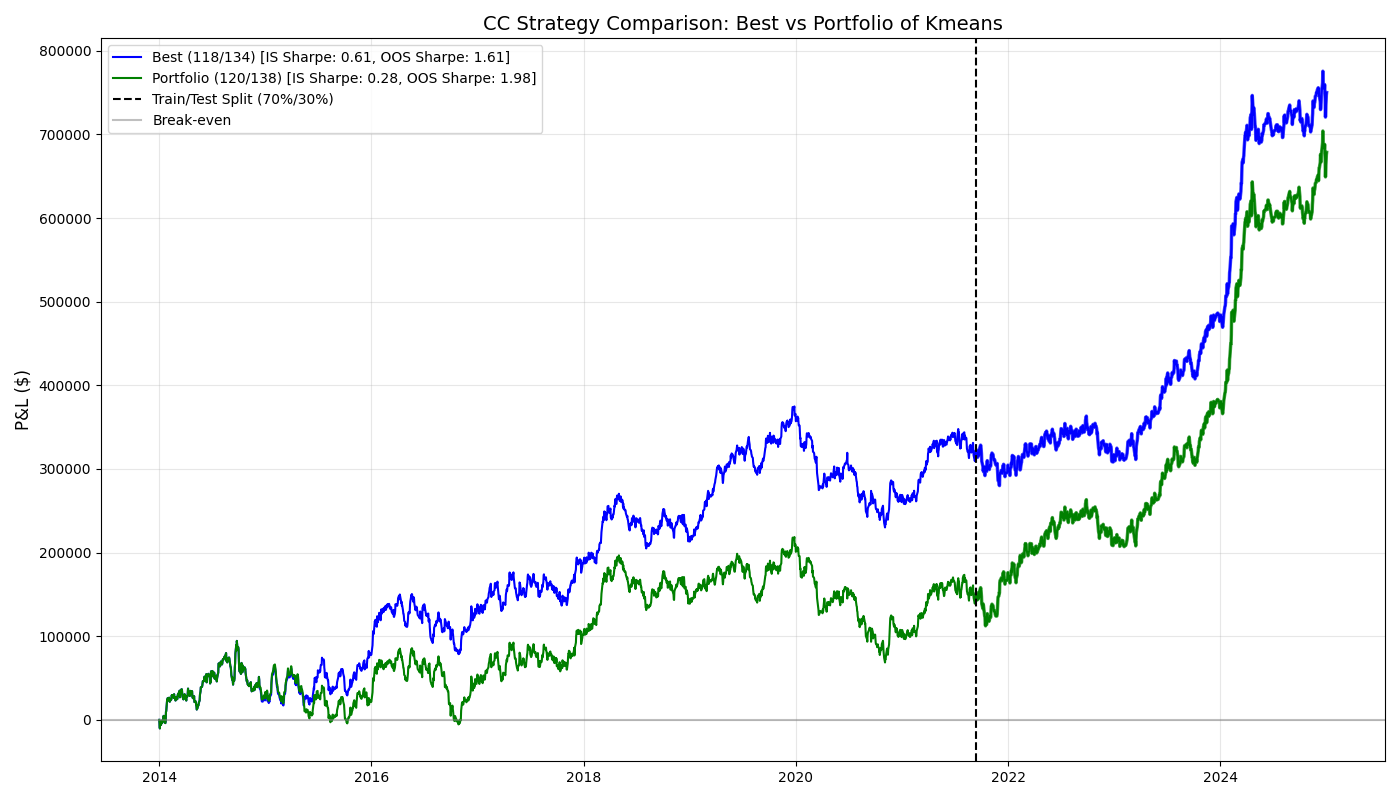 CC Strategy Comparison: Best vs Portfolio of Kmeans
Best (118/134) [IS Sharpe: 0.61, OOS Sharpe: 1.61]
Portfolio (120/138) [IS Sharpe: 0.28, OOS Sharpe: 1.98]
Train/Test Split (70%/30%)
Break-even
P&L ($)
800000
700000
600000
500000
400000
300000
200000
100000
0
2014
2016
2018
2020
2022
2024